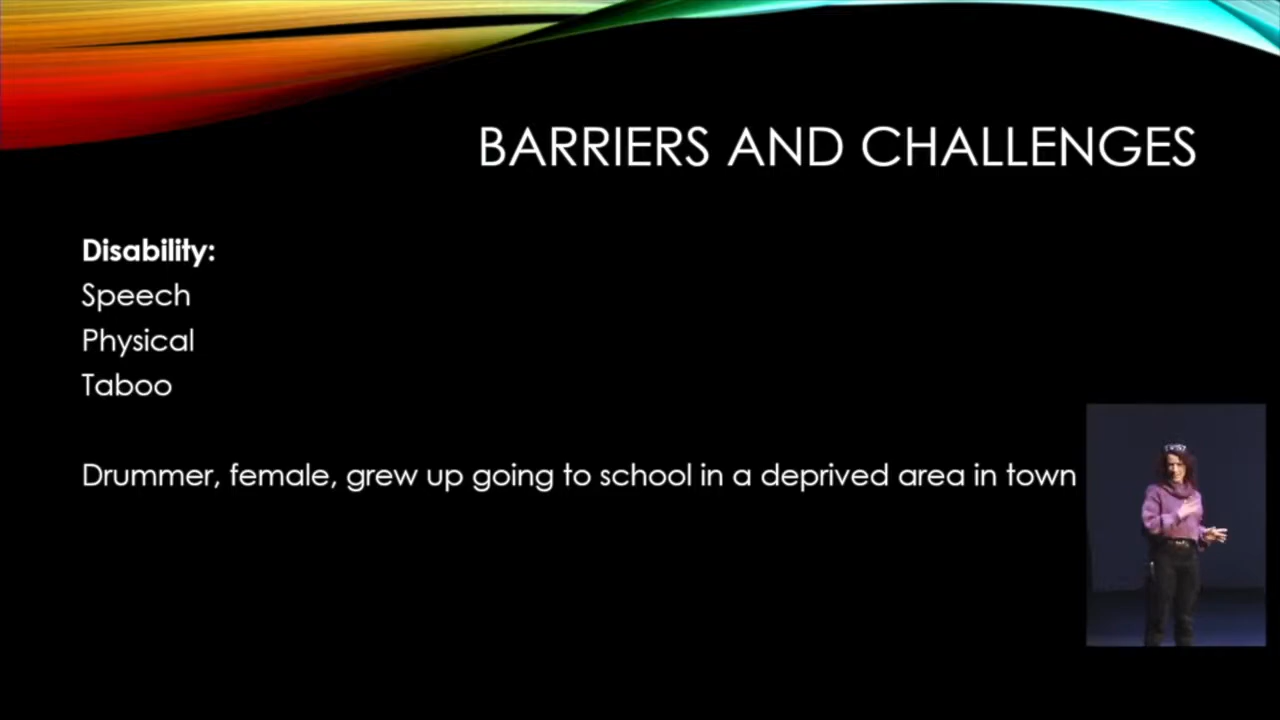 BARRIERS AND CHALLENGES
Disability:
Speech
Physical
Taboo
Drummer, female, grew up going to school in a deprived area in town